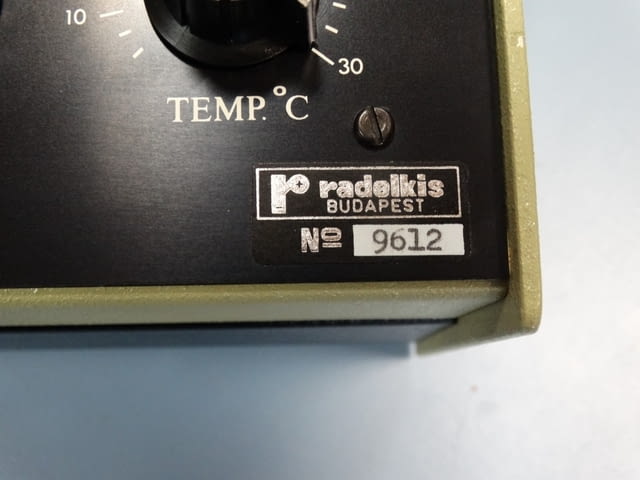 10
30
TEMP. °C
radelkis
BUDAPEST
Nº 9612